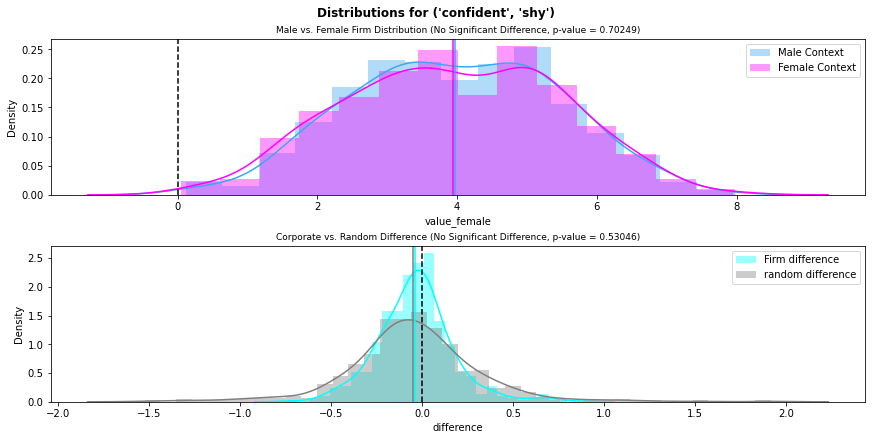 Distributions for ('confident', 'shy')
Male vs. Female Firm Distribution (No Significant Difference, p-value = 0.70249)
Density
0.25
0.20
0.15
0.10
0.05
0.00
Male Context
Female Context
0 2 4 6 8
value_female
Corporate vs. Random Difference (No Significant Difference, p-value = 0.53046)
Density
2.5
2.0
1.5
1.0
0.5
0.0
Firm difference
random difference
−2.0 −1.5 −1.0 −0.5 0.0 0.5 1.0 1.5 2.0
difference